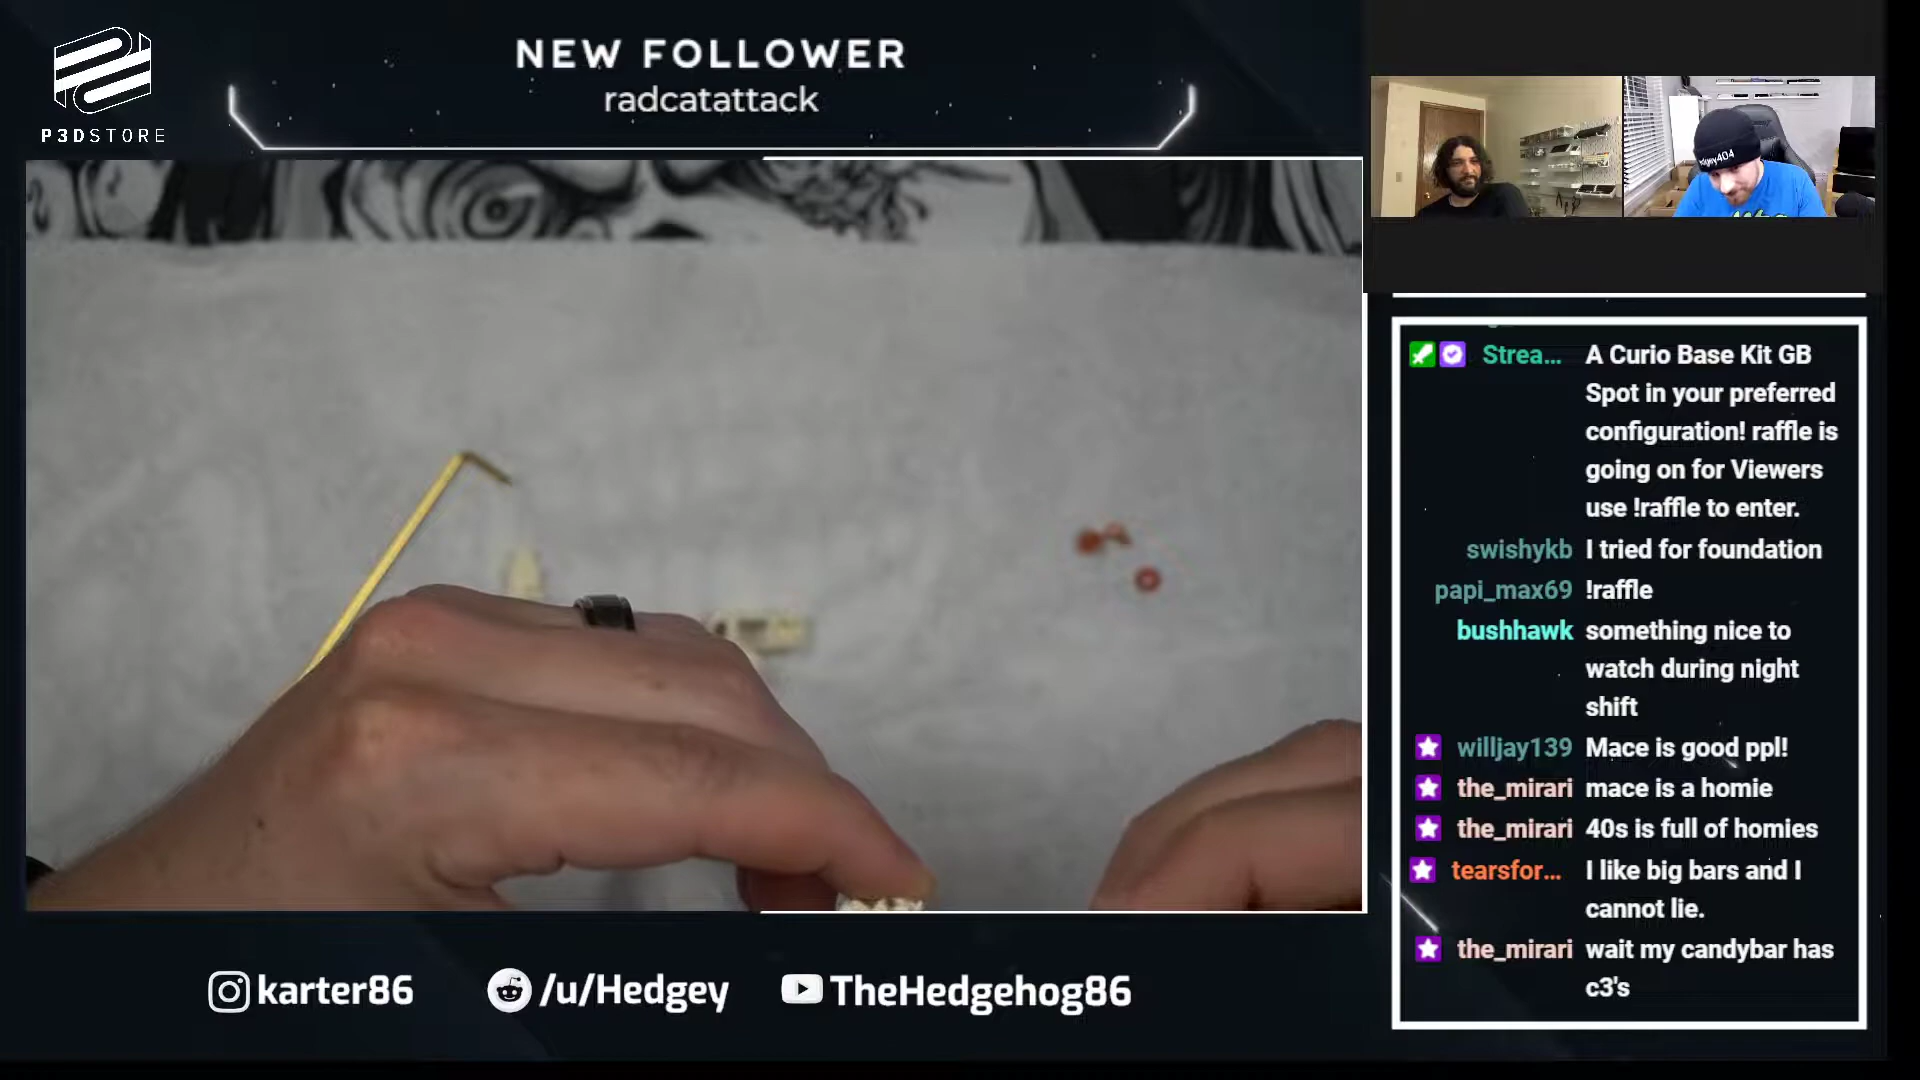 P3DSTORE
NEW FOLLOWER
radcatattack
Strea... A Curio Base Kit GB
Spot in your preferred
configuration! raffle is
going on for Viewers
use !raffle to enter.
swishykb I tried for foundation
papi_max69 !raffle
bushhawk something nice to
watch during night
shift
willjay139 Mace is good ppl!
the_mirari mace is a homie
the_mirari 40s is full of homies
tearsfor... I like big bars and I
cannot lie.
the_mirari wait my candybar has
c3's
karter86
/u/Hedgey
TheHedgehog86